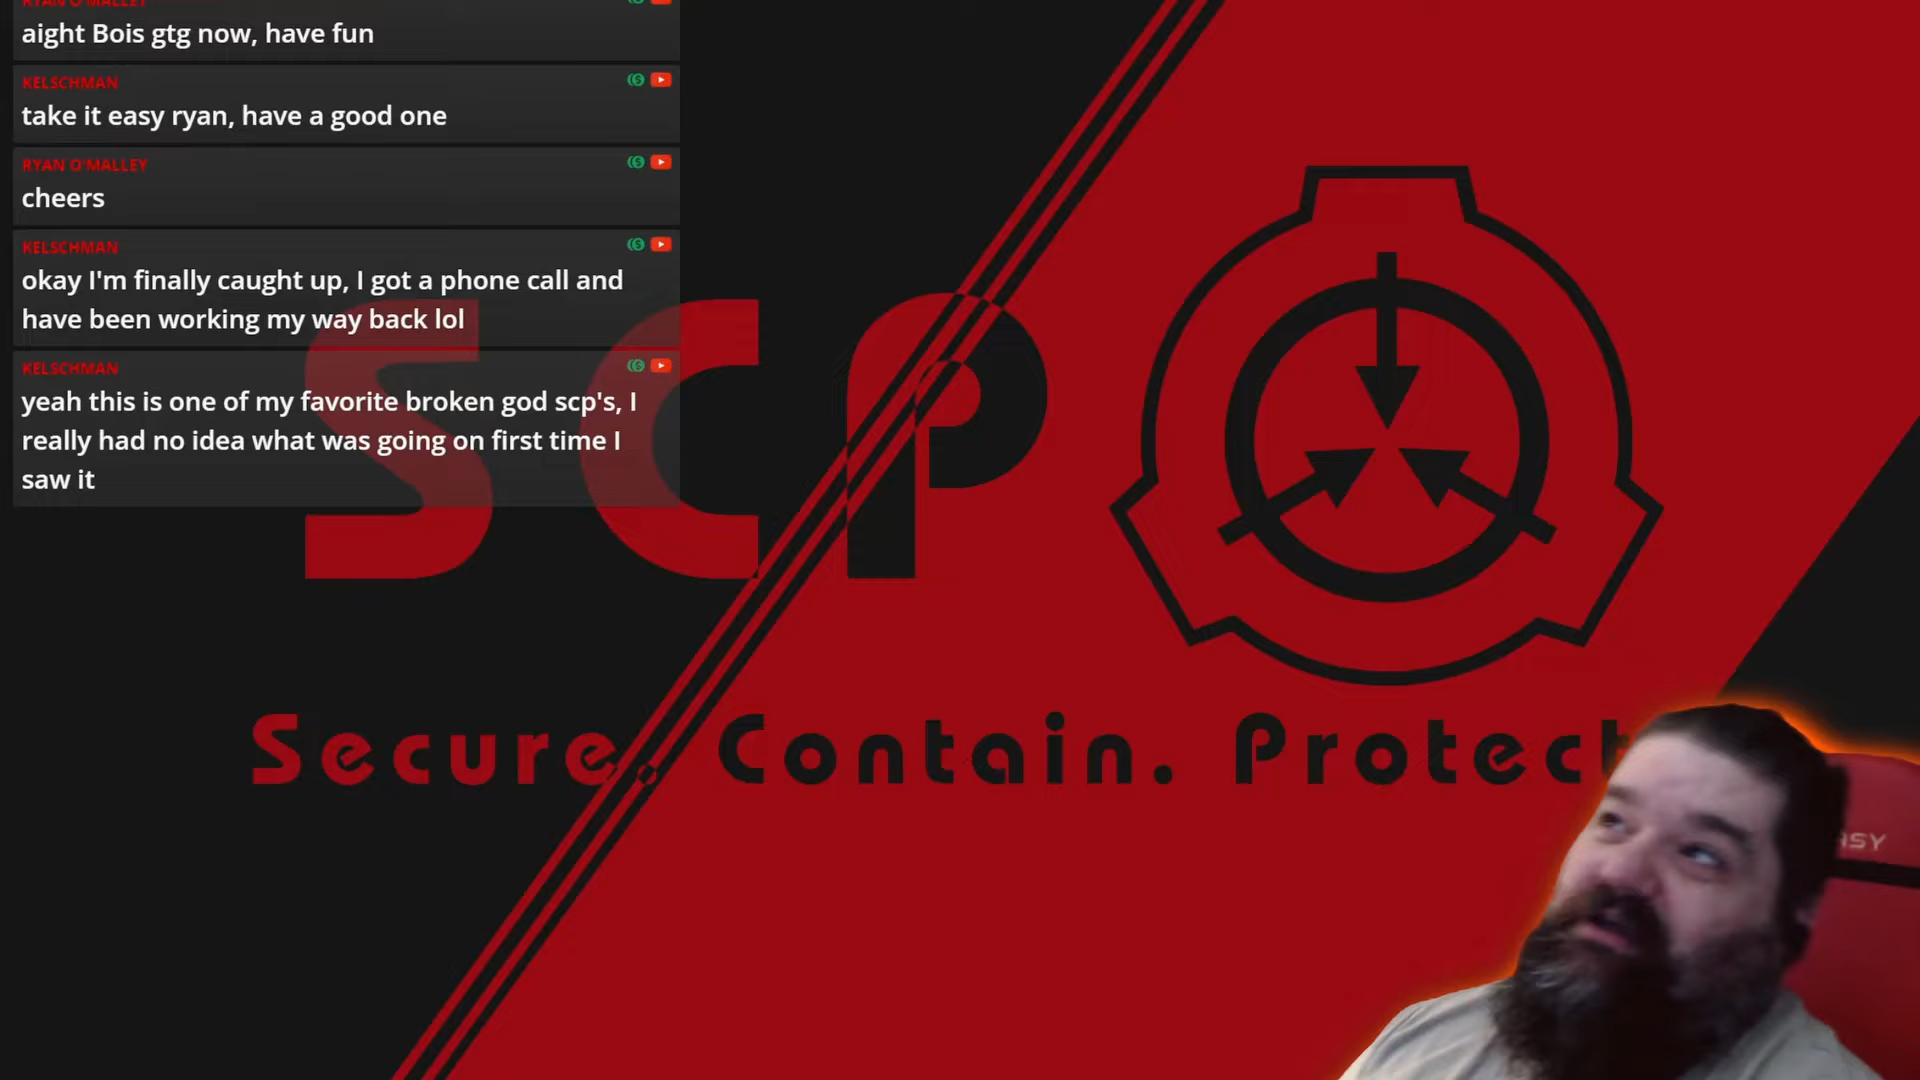 RYAN O'MALLEY
aight Bois gtg now, have fun
KELSCHMAN
take it easy ryan, have a good one
RYAN O'MALLEY
cheers
KELSCHMAN
okay I'm finally caught up, I got a phone call and
have been working my way back lol
KELSCHMAN
yeah this is one of my favorite broken god scp's, I
really had no idea what was going on first time I
saw it
SCP
Secure. Contain. Protect
ASY